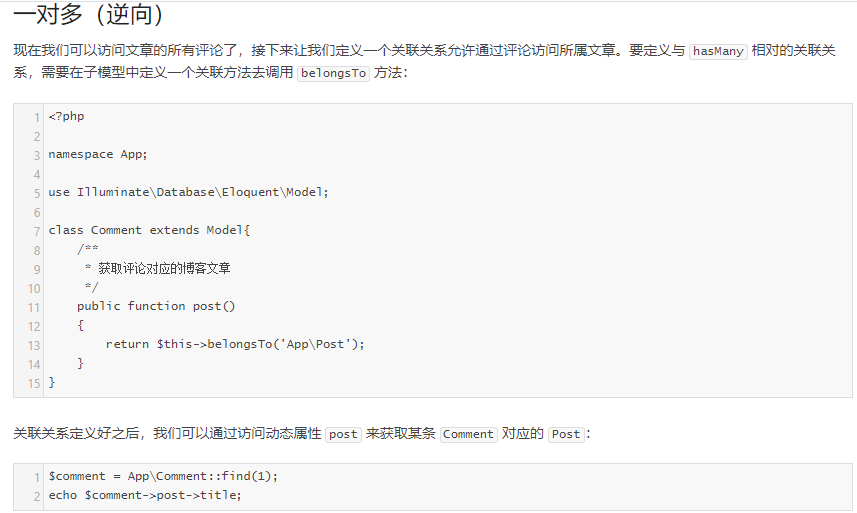 一对多（逆向）
现在我们可以访问文章的所有评论了，接下来让我们定义一个关联关系允许通过评论访问所属文章。要定义与 hasMany 相对的关联关
系，需要在子模型中定义一个关联方法去调用 belongsTo 方法：
1 <?php
2
3 namespace App;
4
5 use Illuminate\Database\Eloquent\Model;
6
7 class Comment extends Model{
8     /**
9      * 获取评论对应的博客文章
10      */
11     public function post()
12     {
13         return $this->belongsTo('App\Post');
14     }
15 }
关联关系定义好之后，我们可以通过访问动态属性 post 来获取某条 Comment 对应的 Post：
1 $comment = App\Comment::find(1);
2 echo $comment->post->title;